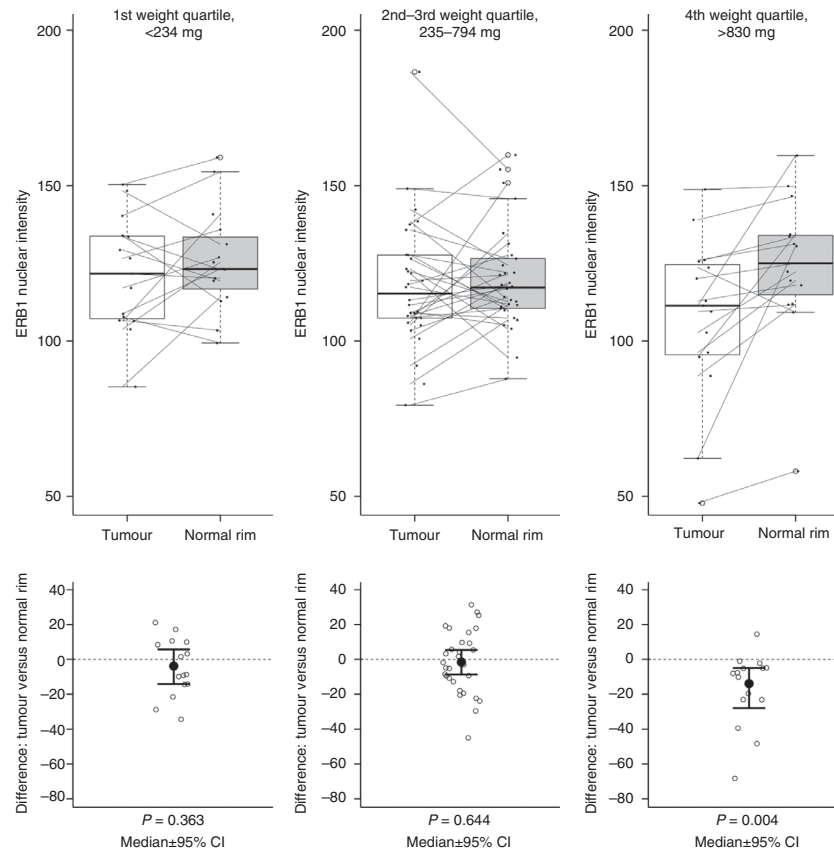 1st weight quartile,
<234 mg
200
150
100
50
ERB1 nuclear intensity
Tumour Normal rim
2nd–3rd weight quartile,
235–794 mg
200
150
100
50
ERB1 nuclear intensity
Tumour Normal rim
4th weight quartile,
>830 mg
200
150
100
50
ERB1 nuclear intensity
Tumour Normal rim
40
20
0
−20
−40
−60
−80
Difference: tumour versus normal rim
P = 0.363
Median±95% CI
40
20
0
−20
−40
−60
−80
Difference: tumour versus normal rim
P = 0.644
Median±95% CI
40
20
0
−20
−40
−60
−80
Difference: tumour versus normal rim
P = 0.004
Median±95% CI